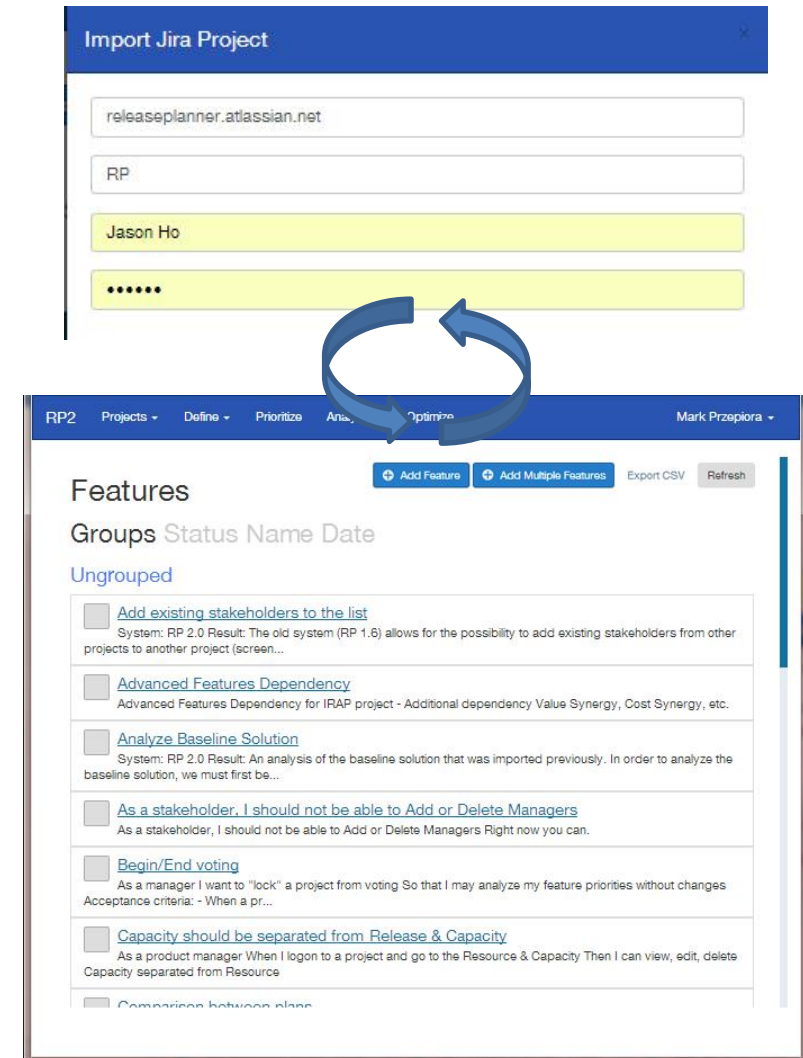 Import Jira Project ×
releaseplanner.atlassian.net
RP
Jason Ho
••••••
RP2 Projects Define Prioritize Optimize Mark Przepiora
Add Feature Add Multiple Features Export CSV Refresh
Features
Groups Status Name Date
Ungrouped
Add existing stakeholders to the list
System: RP 2.0 Result: The old system (RP 1.6) allows for the possibility to add existing stakeholders from other
projects to another project (screen...
Advanced Features Dependency
Advanced Features Dependency for IRAP project - Additional dependency Value Synergy, Cost Synergy, etc.
Analyze Baseline Solution
System: RP 2.0 Result: An analysis of the baseline solution that was imported previously. In order to analyze the
baseline solution, we must first be...
As a stakeholder, I should not be able to Add or Delete Managers
As a stakeholder, I should not be able to Add or Delete Managers Right now you can.
Begin/End voting
As a manager I want to "lock" a project from voting So that I may analyze my feature priorities without changes
Acceptance criteria: - When a pr...
Capacity should be separated from Release & Capacity
As a product manager When I logon to a project and go to the Resource & Capacity Then I can view, edit, delete
Capacity separated from Resource
Comparison between plans